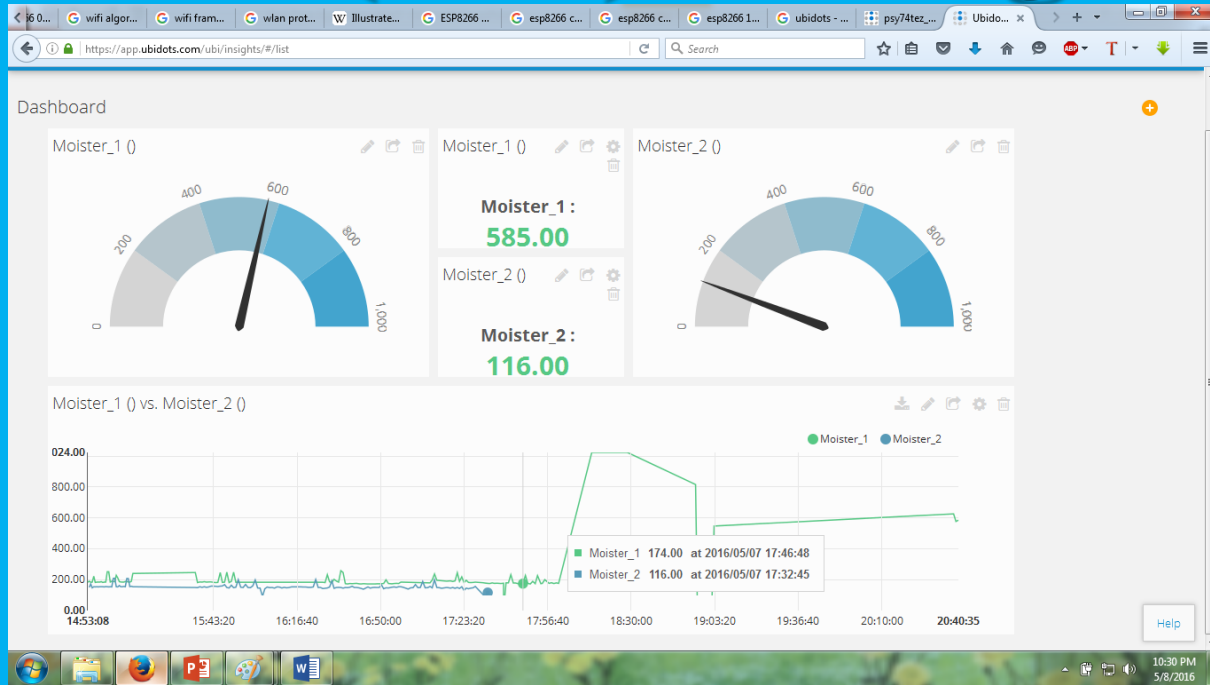 66 0...
wifi algor...
wifi fram...
wlan prot...
Illustrate...
ESP8266 ...
esp8266 c...
esp8266 c...
esp8266 1...
ubidots - ...
psy74tez_...
Ubido...
https://app.ubidots.com/ubi/insights/#/list
Search
ABP
Dashboard
Moister_1 ()
0
200
400
600
800
1,000
Moister_1 ()
Moister_1 :
585.00
Moister_2 ()
Moister_2 :
116.00
Moister_2 ()
0
200
400
600
800
1,000
Moister_1 () vs. Moister_2 ()
Moister_1 Moister_2
024.00
800.00
600.00
400.00
200.00
0.00
Moister_1 174.00 at 2016/05/07 17:46:48
Moister_2 116.00 at 2016/05/07 17:32:45
14:53:08 15:43:20 16:16:40 16:50:00 17:23:20 17:56:40 18:30:00 19:03:20 19:36:40 20:10:00 20:40:35
Help
10:30 PM
5/8/2016